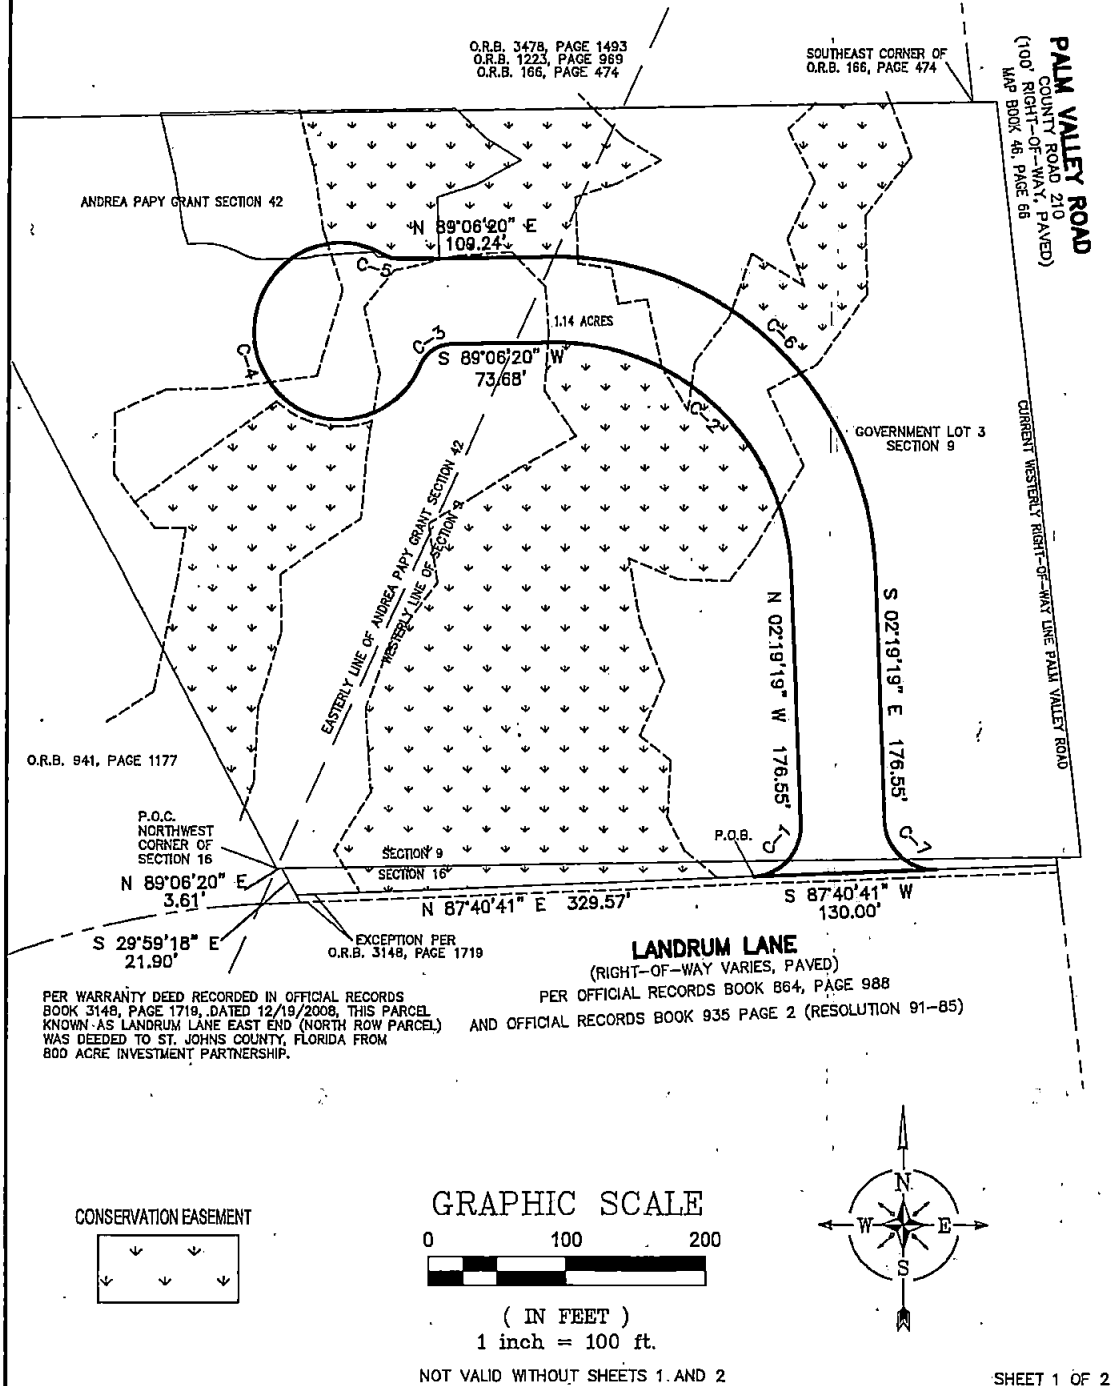 O.R.B. 3478, PAGE 1493
O.R.B. 1223, PAGE 969
O.R.B. 166, PAGE 474
SOUTHEAST CORNER OF
O.R.B. 166, PAGE 474
PALM VALLEY ROAD
COUNTY ROAD 210
(100' RIGHT-OF-WAY, PAVED)
MAP BOOK 46, PAGE 66
ANDREA PAPY GRANT SECTION 42
N 89°06'20" E
109.24'
C-5
C-6
1.14 ACRES
C-3
C-4
S 89°06'20" W
73.68'
C-2
GOVERNMENT LOT 3
SECTION 9
CURRENT WESTERLY RIGHT-OF-WAY LINE PALM VALLEY ROAD
EASTERLY LINE OF ANDREA PAPY GRANT SECTION 42
WESTERLY LINE OF SECTION 9
N 02°19'19" W 176.55'
S 02°19'19" E 176.55'
O.R.B. 941, PAGE 1177
P.O.C.
NORTHWEST
CORNER OF
SECTION 16
P.O.B.
C-1
C-7
SECTION 9
SECTION 16
N 89°06'20" E
3.61'
N 87°40'41" E 329.57'
S 87°40'41" W
130.00'
S 29°59'18" E
21.90'
EXCEPTION PER
O.R.B. 3148, PAGE 1719
LANDRUM LANE
(RIGHT-OF-WAY VARIES, PAVED)
PER OFFICIAL RECORDS BOOK 864, PAGE 988
AND OFFICIAL RECORDS BOOK 935 PAGE 2 (RESOLUTION 91-85)
PER WARRANTY DEED RECORDED IN OFFICIAL RECORDS
BOOK 3148, PAGE 1719, DATED 12/19/2008, THIS PARCEL
KNOWN AS LANDRUM LANE EAST END (NORTH ROW PARCEL)
WAS DEEDED TO ST. JOHNS COUNTY, FLORIDA FROM
800 ACRE INVESTMENT PARTNERSHIP.
CONSERVATION EASEMENT
GRAPHIC SCALE
0 100 200
( IN FEET )
1 inch = 100 ft.
N
W E
S
NOT VALID WITHOUT SHEETS 1 AND 2
SHEET 1 OF 2